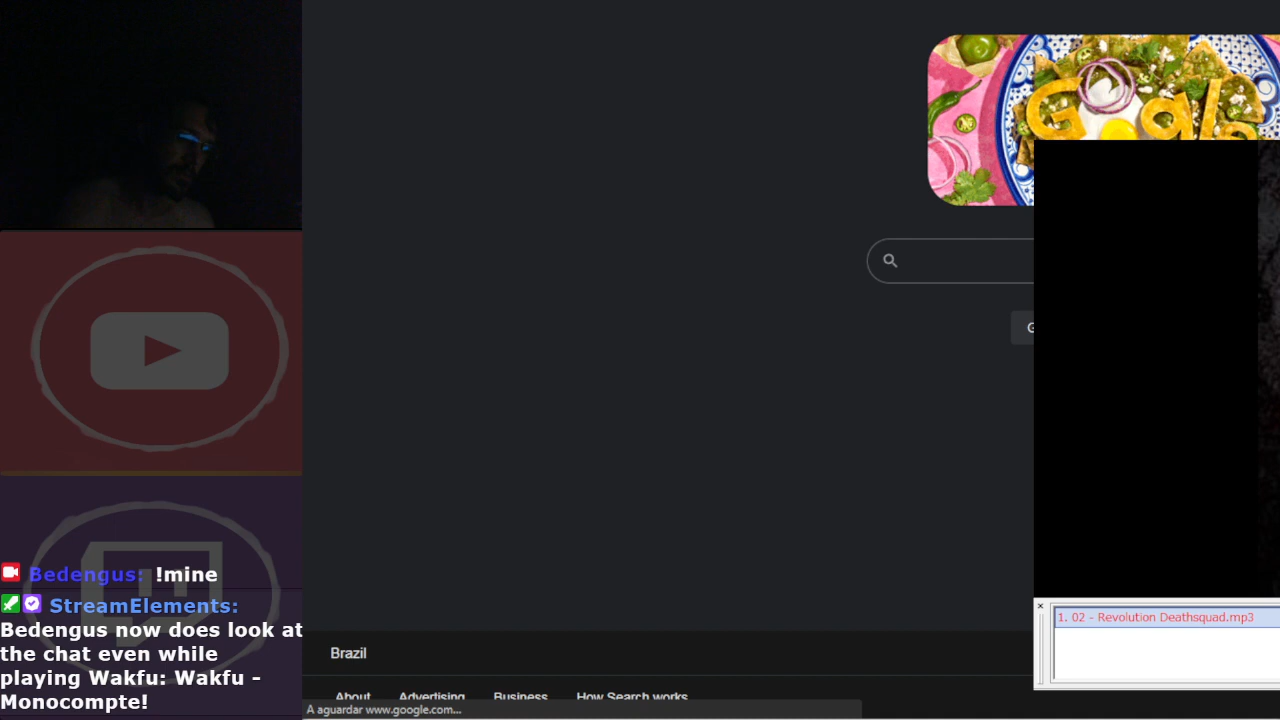 Google
Brazil
About Advertising Business How Search works
A aguardar www.google.com...
Bedengus: !mine
StreamElements:
Bedengus now does look at
the chat even while
playing Wakfu: Wakfu -
Monocompte!
1. 02 - Revolution Deathsquad.mp3